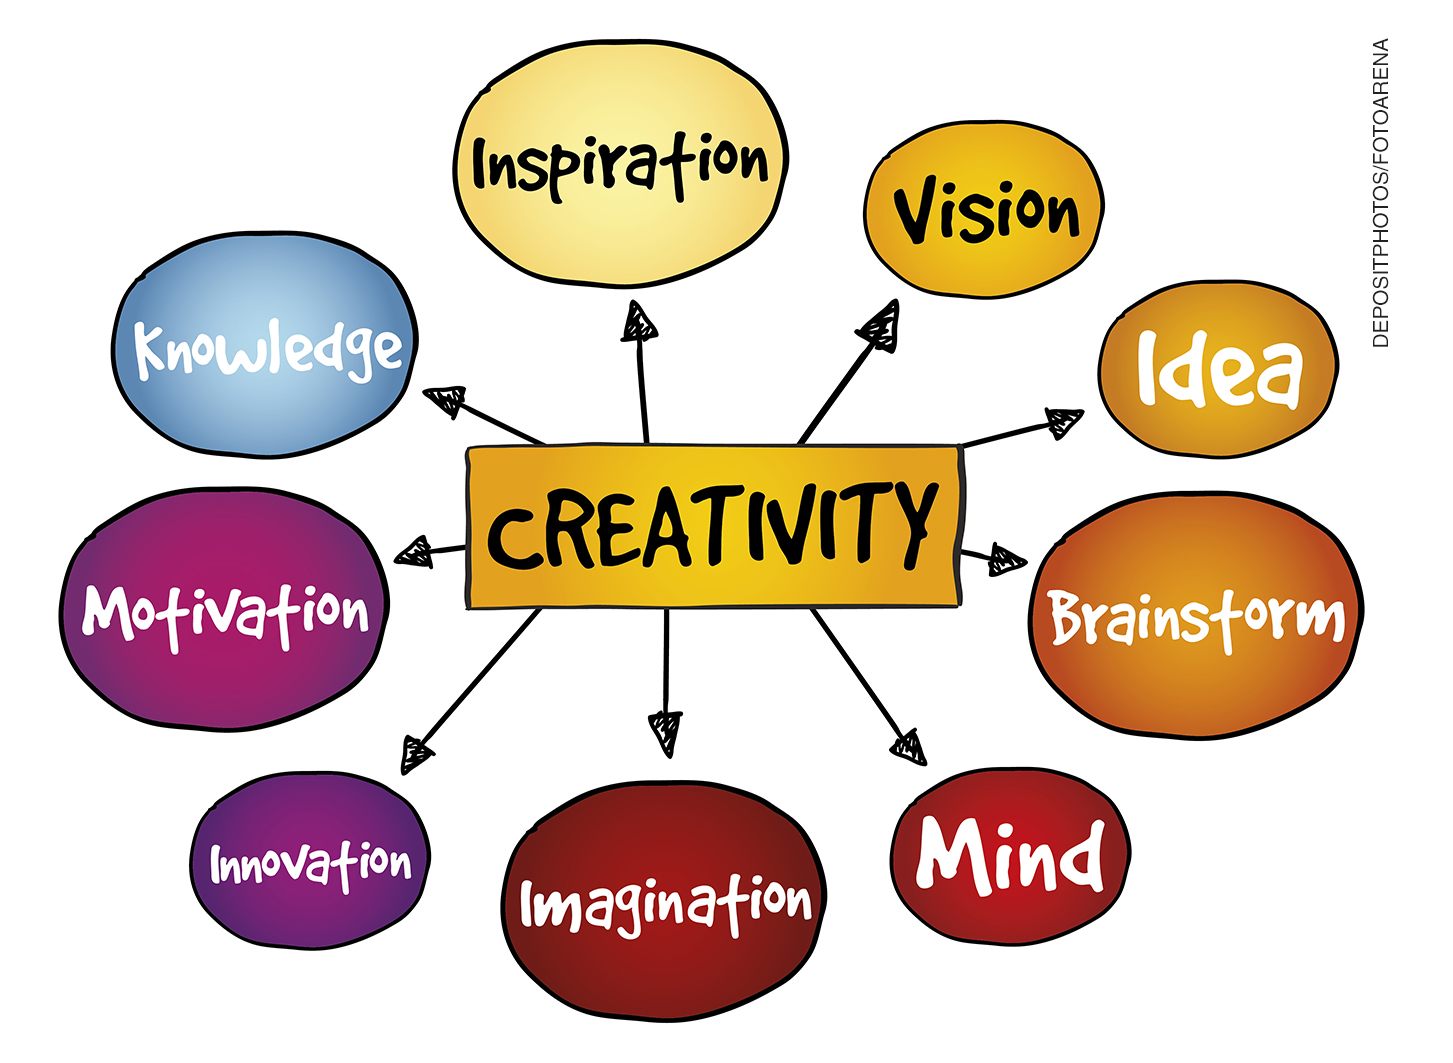 Inspiration
Vision
Idea
Knowledge
CREATIVITY
Motivation
Brainstorm
Innovation
Imagination
Mind
DEPOSITPHOTOS/FOTOARENA